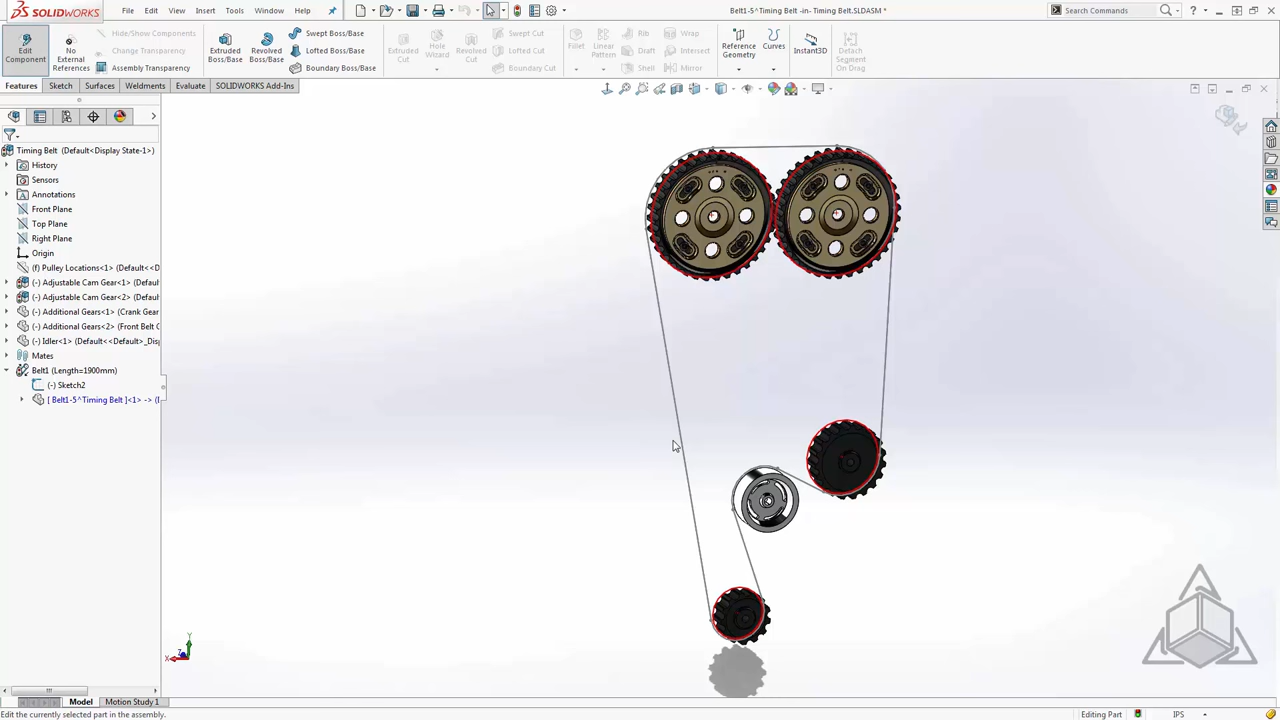 SOLIDWORKS
File Edit View Insert Tools Window Help
Belt1-5^Timing Belt -in- Timing Belt.SLDASM *
Search Commands
Edit Component
No External References
Hide/Show Components
Change Transparency
Assembly Transparency
Extruded Boss/Base
Revolved Boss/Base
Swept Boss/Base
Lofted Boss/Base
Boundary Boss/Base
Extruded Cut
Hole Wizard
Revolved Cut
Swept Cut
Lofted Cut
Boundary Cut
Fillet
Linear Pattern
Rib
Draft
Shell
Wrap
Intersect
Mirror
Reference Geometry
Curves
Instant3D
Detach Segment On Drag
Features Sketch Surfaces Weldments Evaluate SOLIDWORKS Add-Ins
Timing Belt (Default<Display State-1>)
History
Sensors
Annotations
Front Plane
Top Plane
Right Plane
Origin
(f) Pulley Locations<1> (Default<<D
(-) Adjustable Cam Gear<1> (Defau
(-) Adjustable Cam Gear<2> (Defau
(-) Additional Gears<1> (Crank Gear
(-) Additional Gears<2> (Front Belt G
(-) Idler<1> (Default<<Default>_Disp
Mates
Belt1 (Length=1900mm)
(-) Sketch2
[ Belt1-5^Timing Belt ]<1> -> (I
Y
X
Z
Model Motion Study 1
Edit the currently selected part in the assembly.
Editing Part
IPS